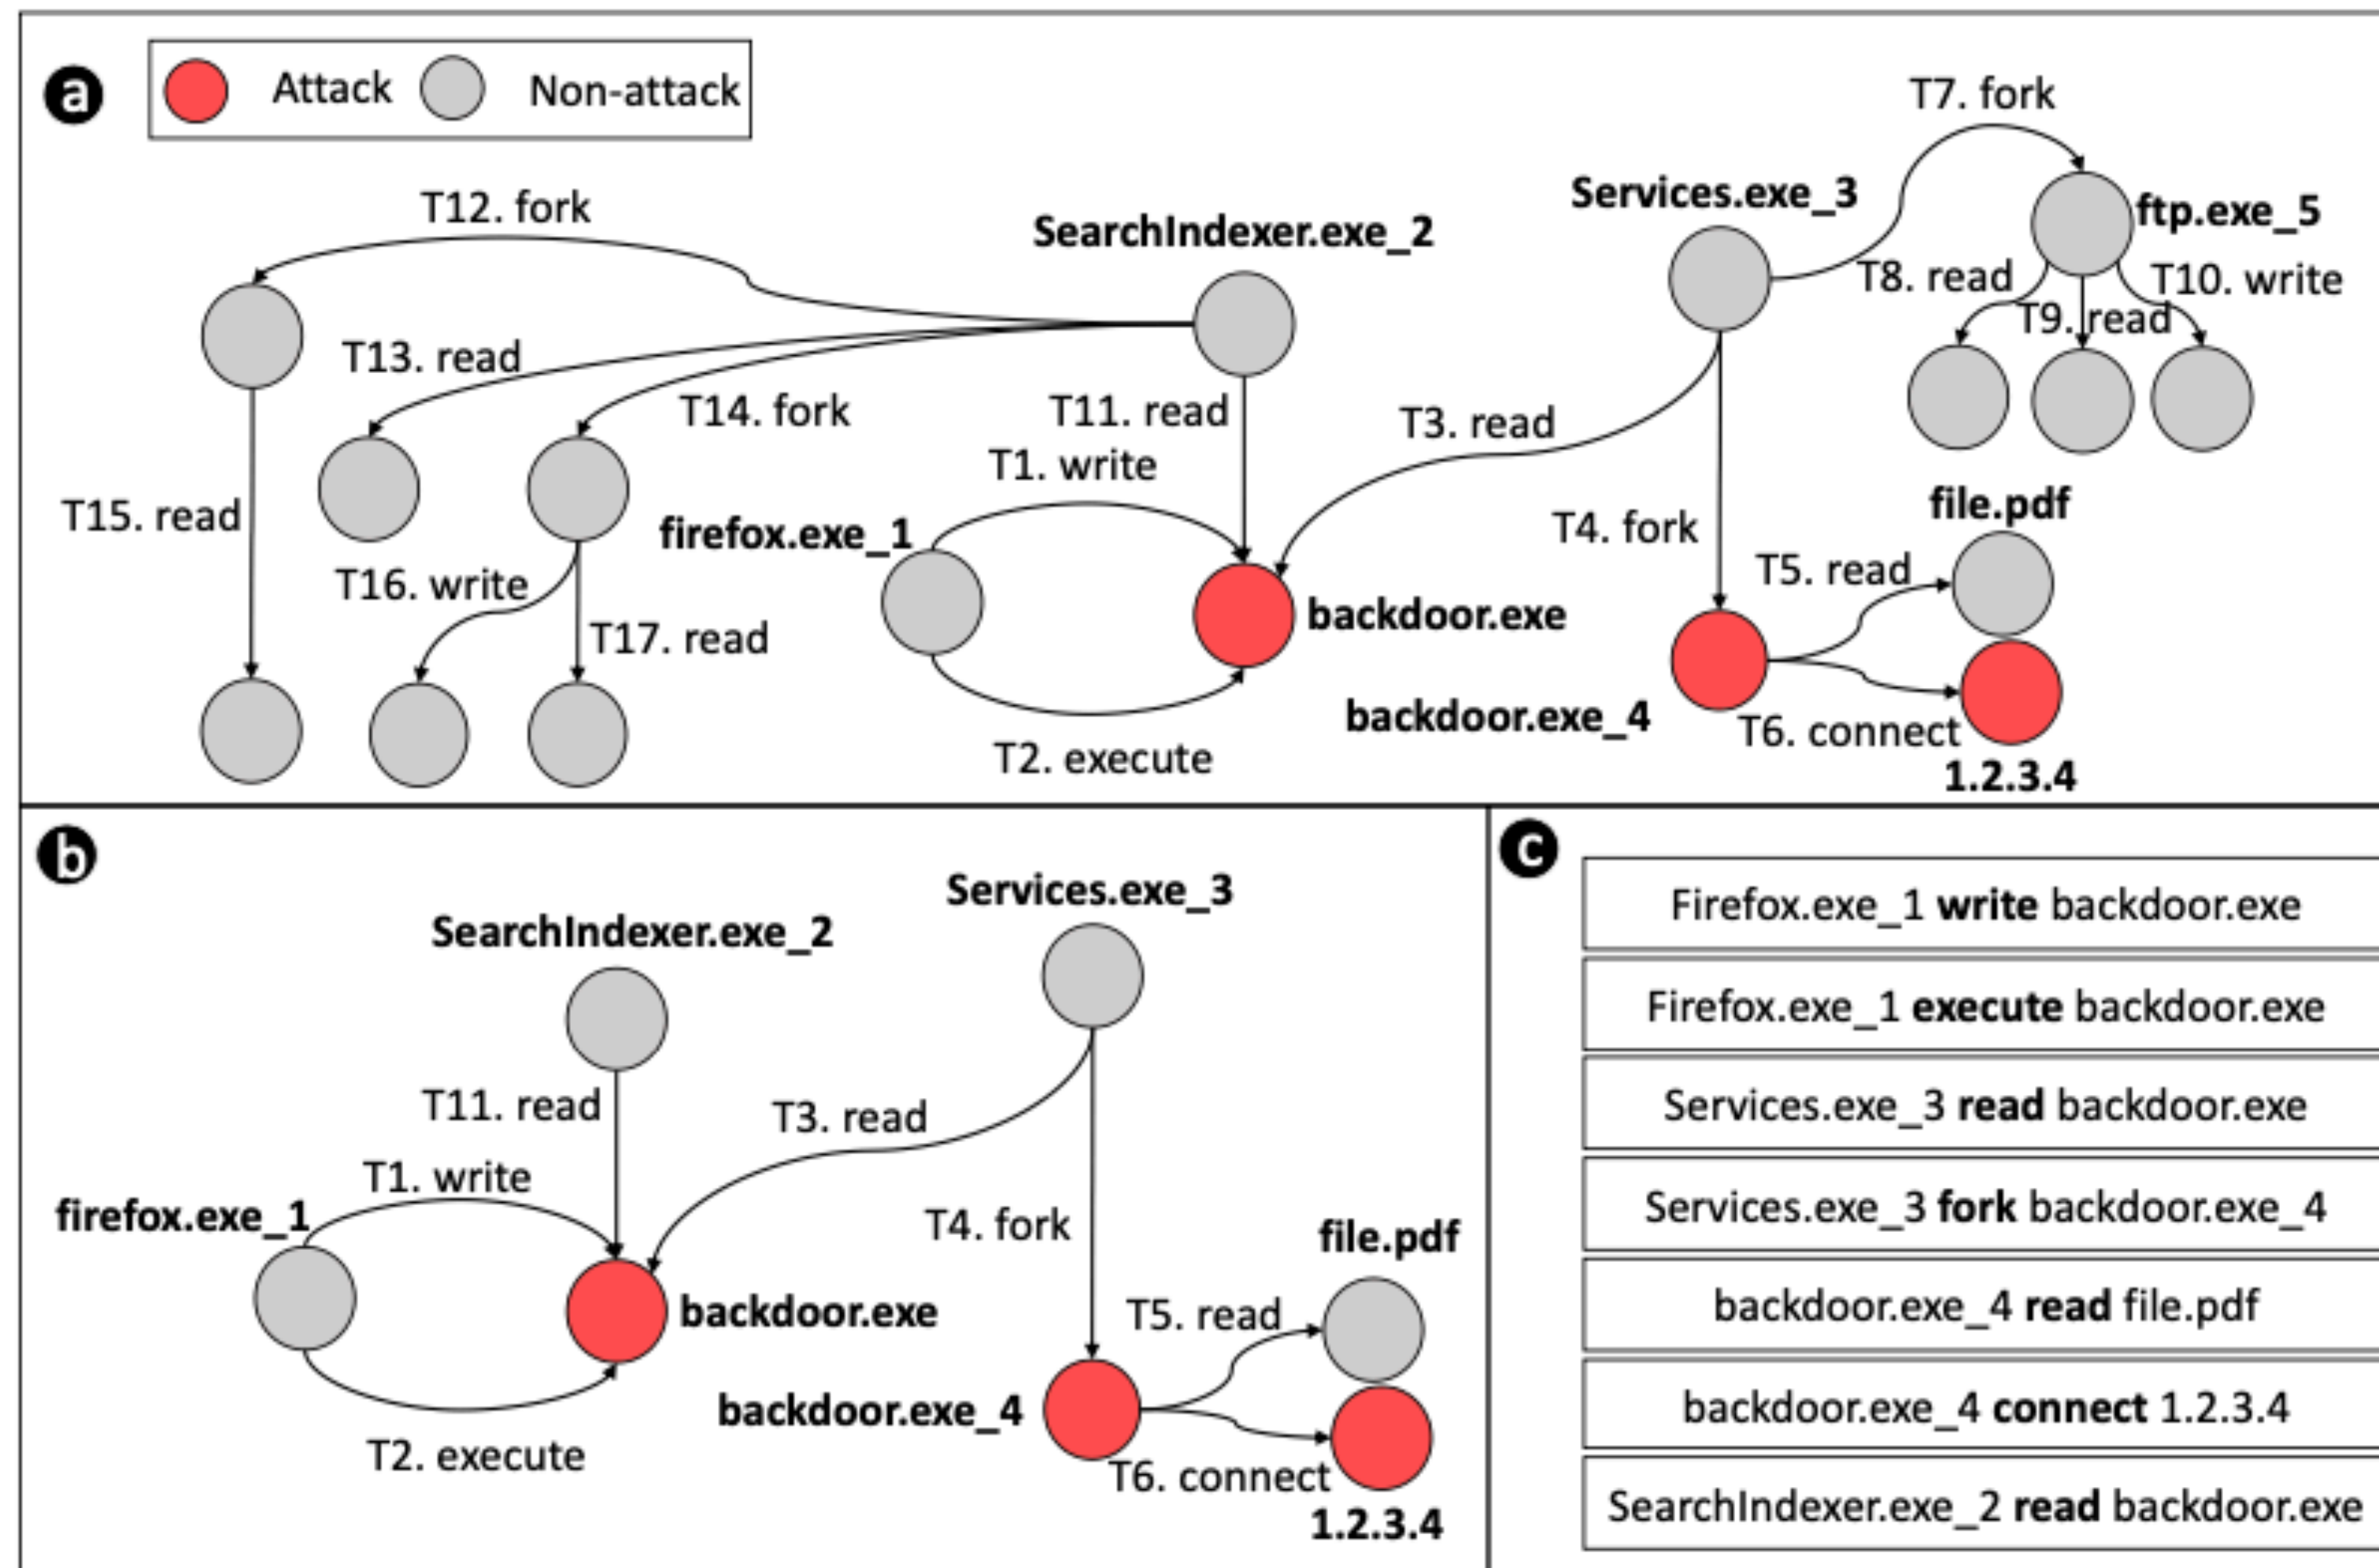 a
Attack
Non-attack
T7. fork
Services.exe_3
T12. fork
ftp.exe_5
SearchIndexer.exe_2
T8. read
T10. write
T9. read
T13. read
T14. fork
T11. read
T3. read
T1. write
file.pdf
T15. read
firefox.exe_1
T4. fork
T5. read
T16. write
backdoor.exe
T17. read
backdoor.exe_4
T6. connect
T2. execute
1.2.3.4
b
Services.exe_3
SearchIndexer.exe_2
T11. read
T3. read
T1. write
firefox.exe_1
T4. fork
file.pdf
backdoor.exe
T5. read
backdoor.exe_4
T2. execute
T6. connect
1.2.3.4
c
Firefox.exe_1 write backdoor.exe
Firefox.exe_1 execute backdoor.exe
Services.exe_3 read backdoor.exe
Services.exe_3 fork backdoor.exe_4
backdoor.exe_4 read file.pdf
backdoor.exe_4 connect 1.2.3.4
SearchIndexer.exe_2 read backdoor.exe